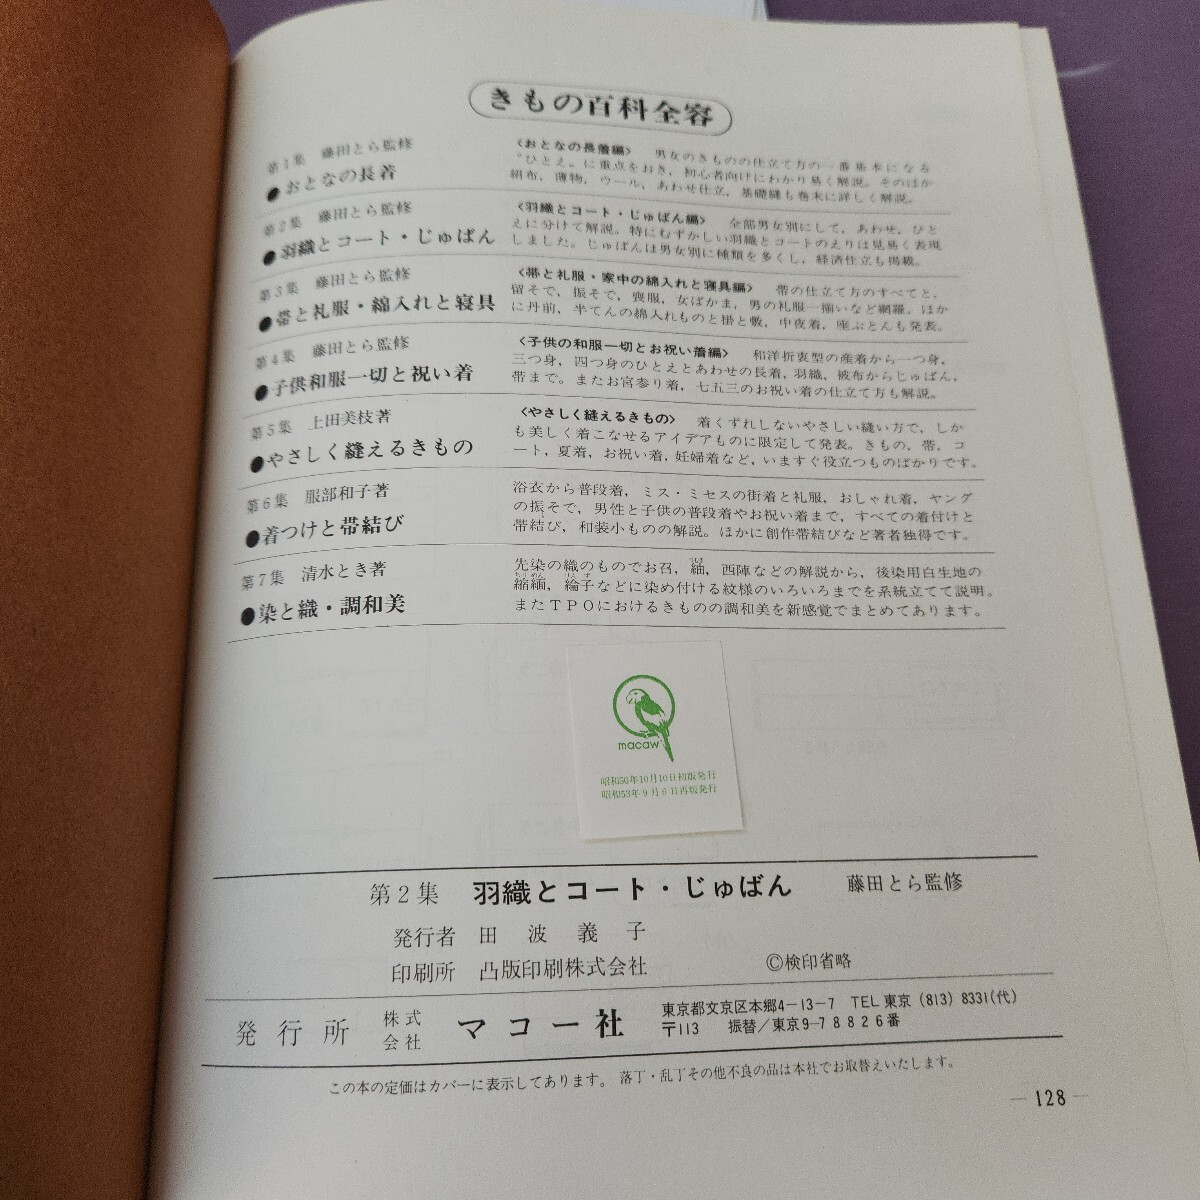 きもの百科全容
第1集 藤田とら監修
●おとなの長着
〈おとなの長着編〉 男女のきものの仕立て方の一番基本になる
"ひとえ〟に重点をおき，初心者向けにわかり易く解説。そのほか
絹布，薄物，ウール，あわせ仕立，基礎縫も巻末に詳しく解説。
第2集 藤田とら監修
●羽織とコート・じゅばん
〈羽織とコート・じゅばん編〉 全部男女別にして，あわせ，ひと
えに分けて解説。特にむずかしい羽織とコートのえりは見易く表現
しました。じゅばんは男女別に種類を多くし，経済仕立も掲載。
第3集 藤田とら監修
●帯と礼服・綿入れと寝具
〈帯と礼服・家中の綿入れと寝具編〉 帯の仕立て方のすべてと，
留そで，振そで，喪服，女ばかま，男の礼服一揃いなど網羅。ほか
に丹前，半てんの綿入れものと掛と敷，中夜着，座ぶとんも発表。
第4集 藤田とら監修
●子供和服一切と祝い着
〈子供の和服一切とお祝い着編〉 和洋折衷型の産着から一つ身，
三つ身，四つ身のひとえとあわせの長着，羽織，被布からじゅばん，
帯まで。またお宮参り着，七五三のお祝い着の仕立て方も解説。
第5集 上田美枝著
●やさしく縫えるきもの
〈やさしく縫えるきもの〉 着くずれしないやさしい縫い方で，しか
も美しく着こなせるアイデアものに限定して発表。きもの，帯，コ
ート，夏着，お祝い着，妊婦着など，いますぐ役立つものばかりです。
第6集 服部和子著
●着つけと帯結び
浴衣から普段着，ミス・ミセスの街着と礼服，おしゃれ着，ヤング
の振そで，男性と子供の普段着やお祝い着まで，すべての着付けと
帯結び，和装小ものの解説。ほかに創作帯結びなど著者独得です。
第7集 清水とき著
●染と織・調和美
先染の織のものでお召，紬，西陣などの解説から，後染用白生地の
縮緬，綸子などに染め付ける紋様のいろいろまでを系統立てて説明。
またTPOにおけるきものの調和美を新感覚でまとめてあります。
macaw
昭和50年10月10日初版発行
昭和53年9月6日再版発行
第2集 羽織とコート・じゅばん 藤田とら監修
発行者 田波義子
印刷所 凸版印刷株式会社 Ⓒ検印省略
発行所 株式会社 マコー社
東京都文京区本郷4-13-7 TEL東京(813)8331(代)
〒113 振替/東京9-78826番
この本の定価はカバーに表示してあります。 落丁・乱丁その他不良の品は本社でお取替えいたします。
— 128 —